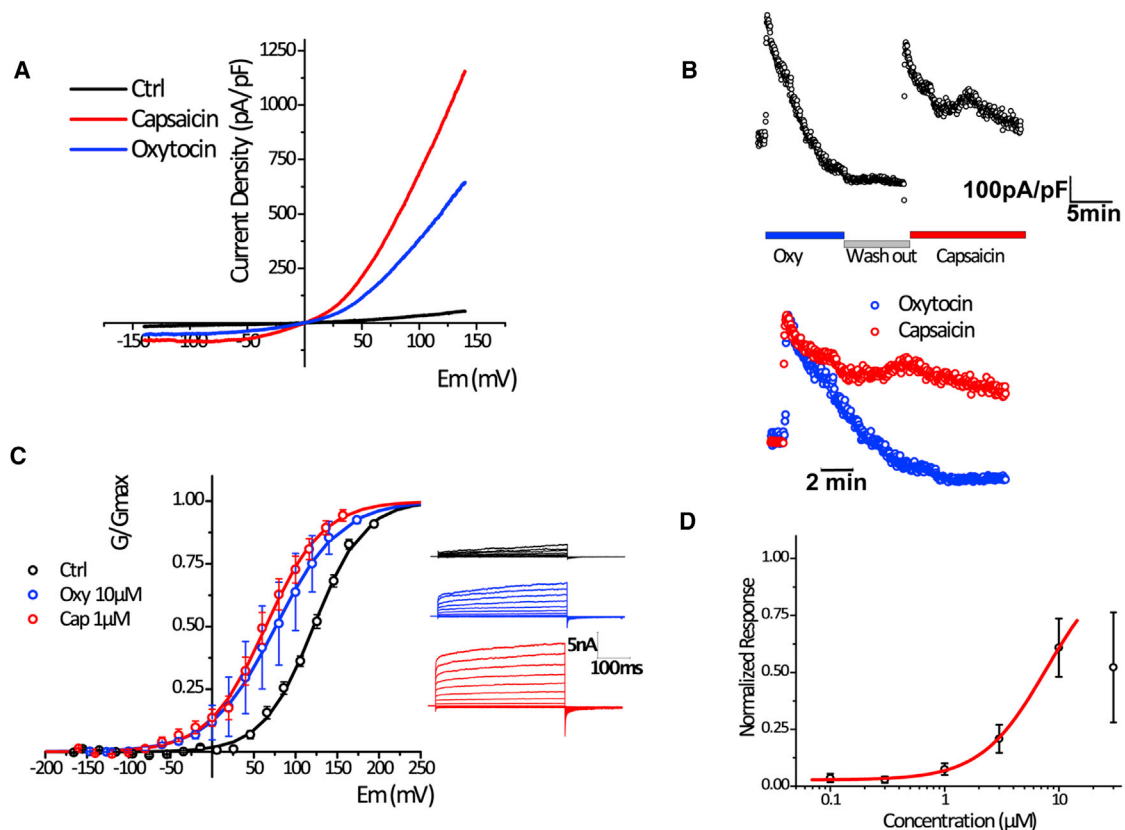 A
Ctrl
Capsaicin
Oxytocin
Current Density (pA/pF)
1250
1000
750
500
250
-150 -100 -50 50 100 150
Em (mV)
B
100pA/pF
5min
Oxy Wash out Capsaicin
Oxytocin
Capsaicin
2 min
C
G/Gmax
1.00
0.75
0.50
0.25
Ctrl
Oxy 10μM
Cap 1μM
-200 -150 -100 -50 50 100 150 200 250
Em (mV)
5nA
100ms
D
Normalized Response
1.00
0.75
0.50
0.25
0.00
0.1 1 10
Concentration (μM)